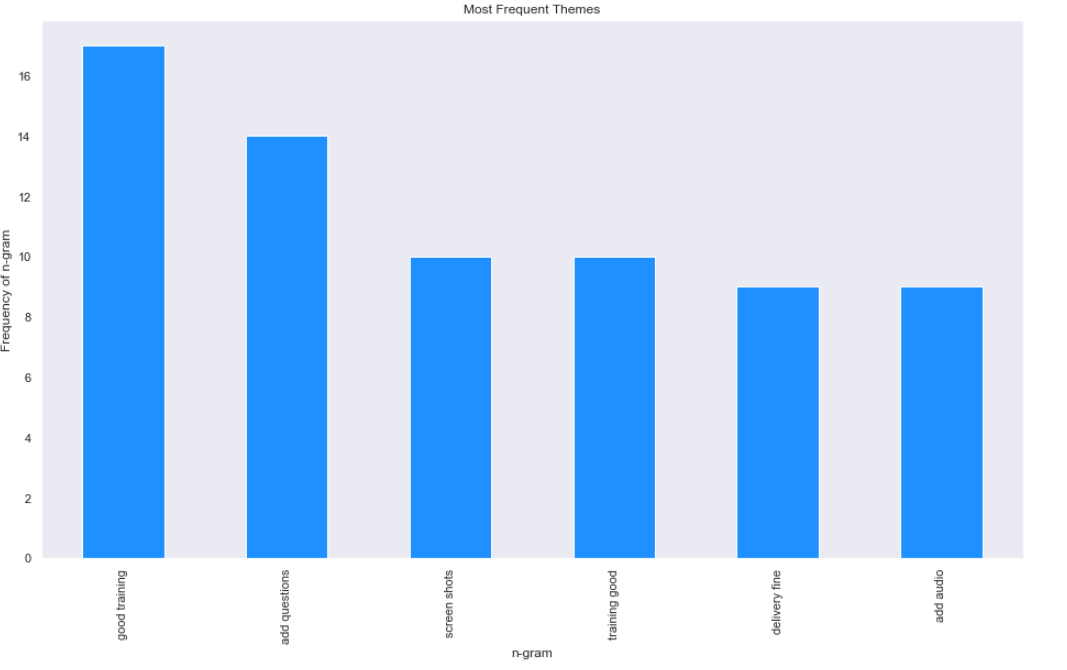 Most Frequent Themes
Frequency of n-gram
16
14
12
10
8
6
4
2
0
good training
add questions
screen shots
training good
delivery fine
add audio
n-gram